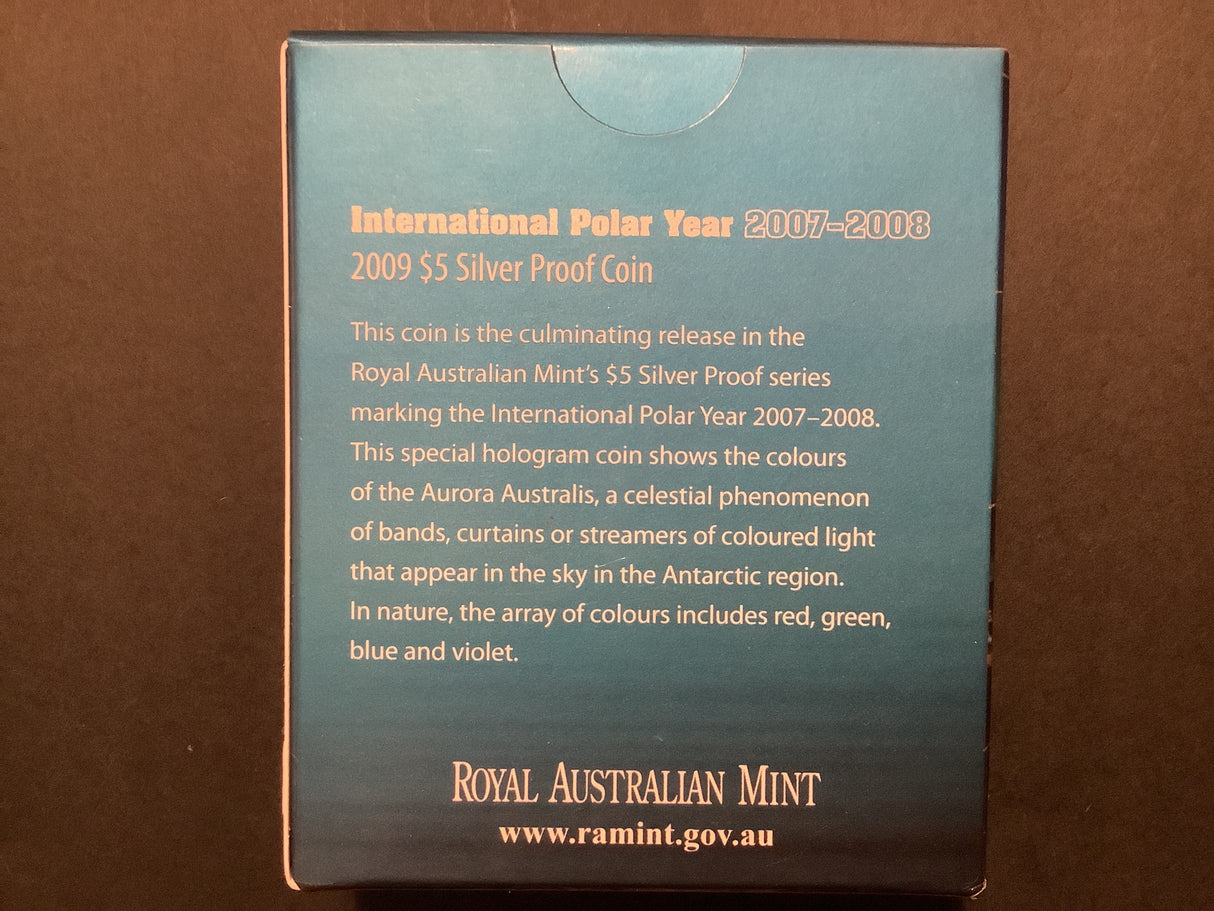 International Polar Year 2007–2008
2009 $5 Silver Proof Coin
This coin is the culminating release in the
Royal Australian Mint’s $5 Silver Proof series
marking the International Polar Year 2007–2008.
This special hologram coin shows the colours
of the Aurora Australis, a celestial phenomenon
of bands, curtains or streamers of coloured light
that appear in the sky in the Antarctic region.
In nature, the array of colours includes red, green,
blue and violet.
ROYAL AUSTRALIAN MINT
www.ramint.gov.au